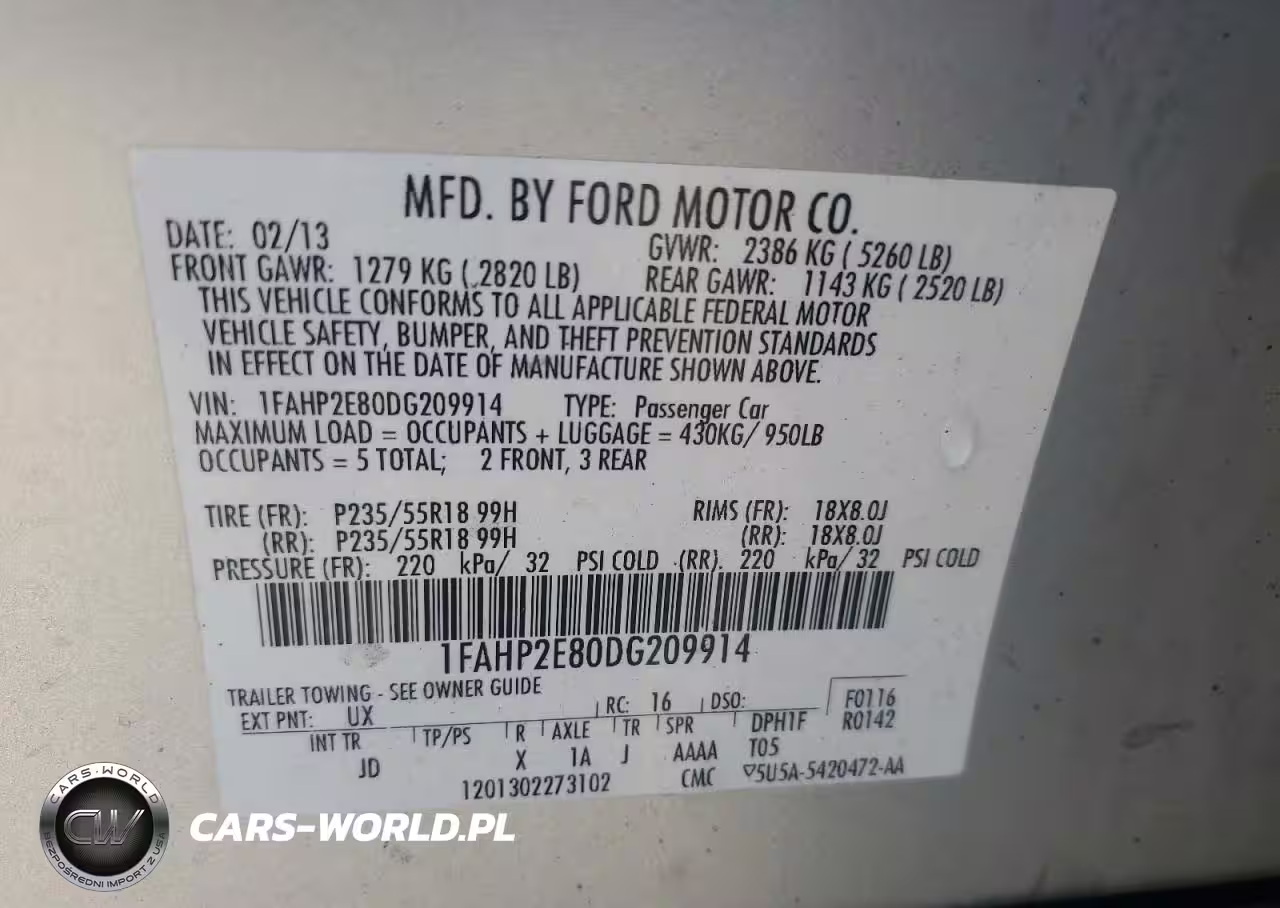 MFD. BY FORD MOTOR CO.
DATE: 02/13 GVWR: 2386 KG ( 5260 LB)
FRONT GAWR: 1279 KG ( 2820 LB) REAR GAWR: 1143 KG ( 2520 LB)
THIS VEHICLE CONFORMS TO ALL APPLICABLE FEDERAL MOTOR
VEHICLE SAFETY, BUMPER, AND THEFT PREVENTION STANDARDS
IN EFFECT ON THE DATE OF MANUFACTURE SHOWN ABOVE.
VIN: 1FAHP2E80DG209914 TYPE: Passenger Car
MAXIMUM LOAD = OCCUPANTS + LUGGAGE = 430KG/ 950LB
OCCUPANTS = 5 TOTAL; 2 FRONT, 3 REAR
TIRE (FR): P235/55R18 99H RIMS (FR): 18X8.0J
(RR): P235/55R18 99H (RR): 18X8.0J
PRESSURE (FR): 220 kPa/ 32 PSI COLD (RR). 220 kPa/ 32 PSI COLD
1FAHP2E80DG209914
TRAILER TOWING - SEE OWNER GUIDE
EXT PNT: UX RC: 16 DSO: F0116
INT TR TP/PS R AXLE TR SPR DPH1F R0142
JD X 1A J AAAA T05
1201302273102 CMC 5U5A-5420472-AA
CARS-WORLD
CW
BEZPOŚREDNI IMPORT Z USA
CARS-WORLD.PL